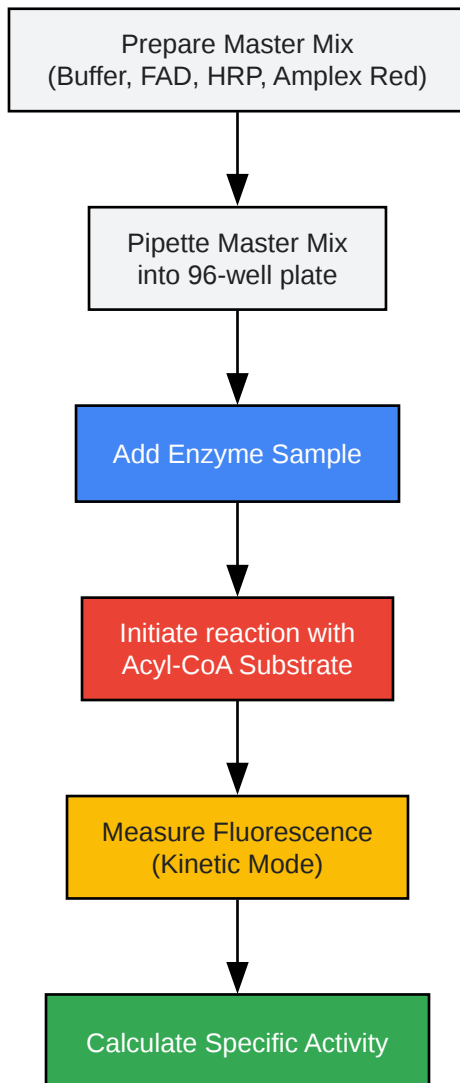 Prepare Master Mix
(Buffer, FAD, HRP, Amplex Red)
Pipette Master Mix
into 96-well plate
Add Enzyme Sample
Initiate reaction with
Acyl-CoA Substrate
Measure Fluorescence
(Kinetic Mode)
Calculate Specific Activity